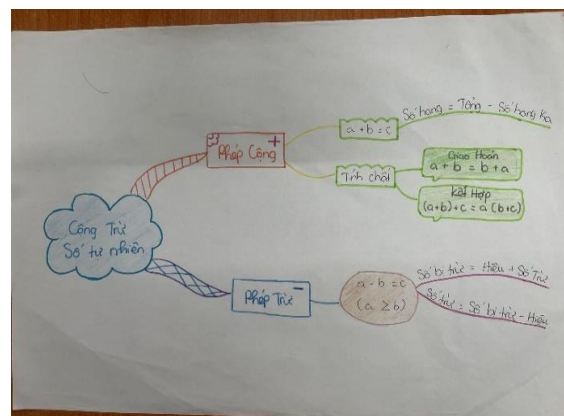 Cộng Trừ
Số tự nhiên
Phép Cộng
+
a + b = c
Số hạng = Tổng - Số hạng kia
Tính chất
Giao Hoán
a + b = b + a
Kết Hợp
(a+b)+c = a (b+c)
Phép Trừ
-
a - b = c
(a ≥ b)
Số bị trừ = Hiệu + Số Trừ
Số trừ = Số bị trừ - Hiệu